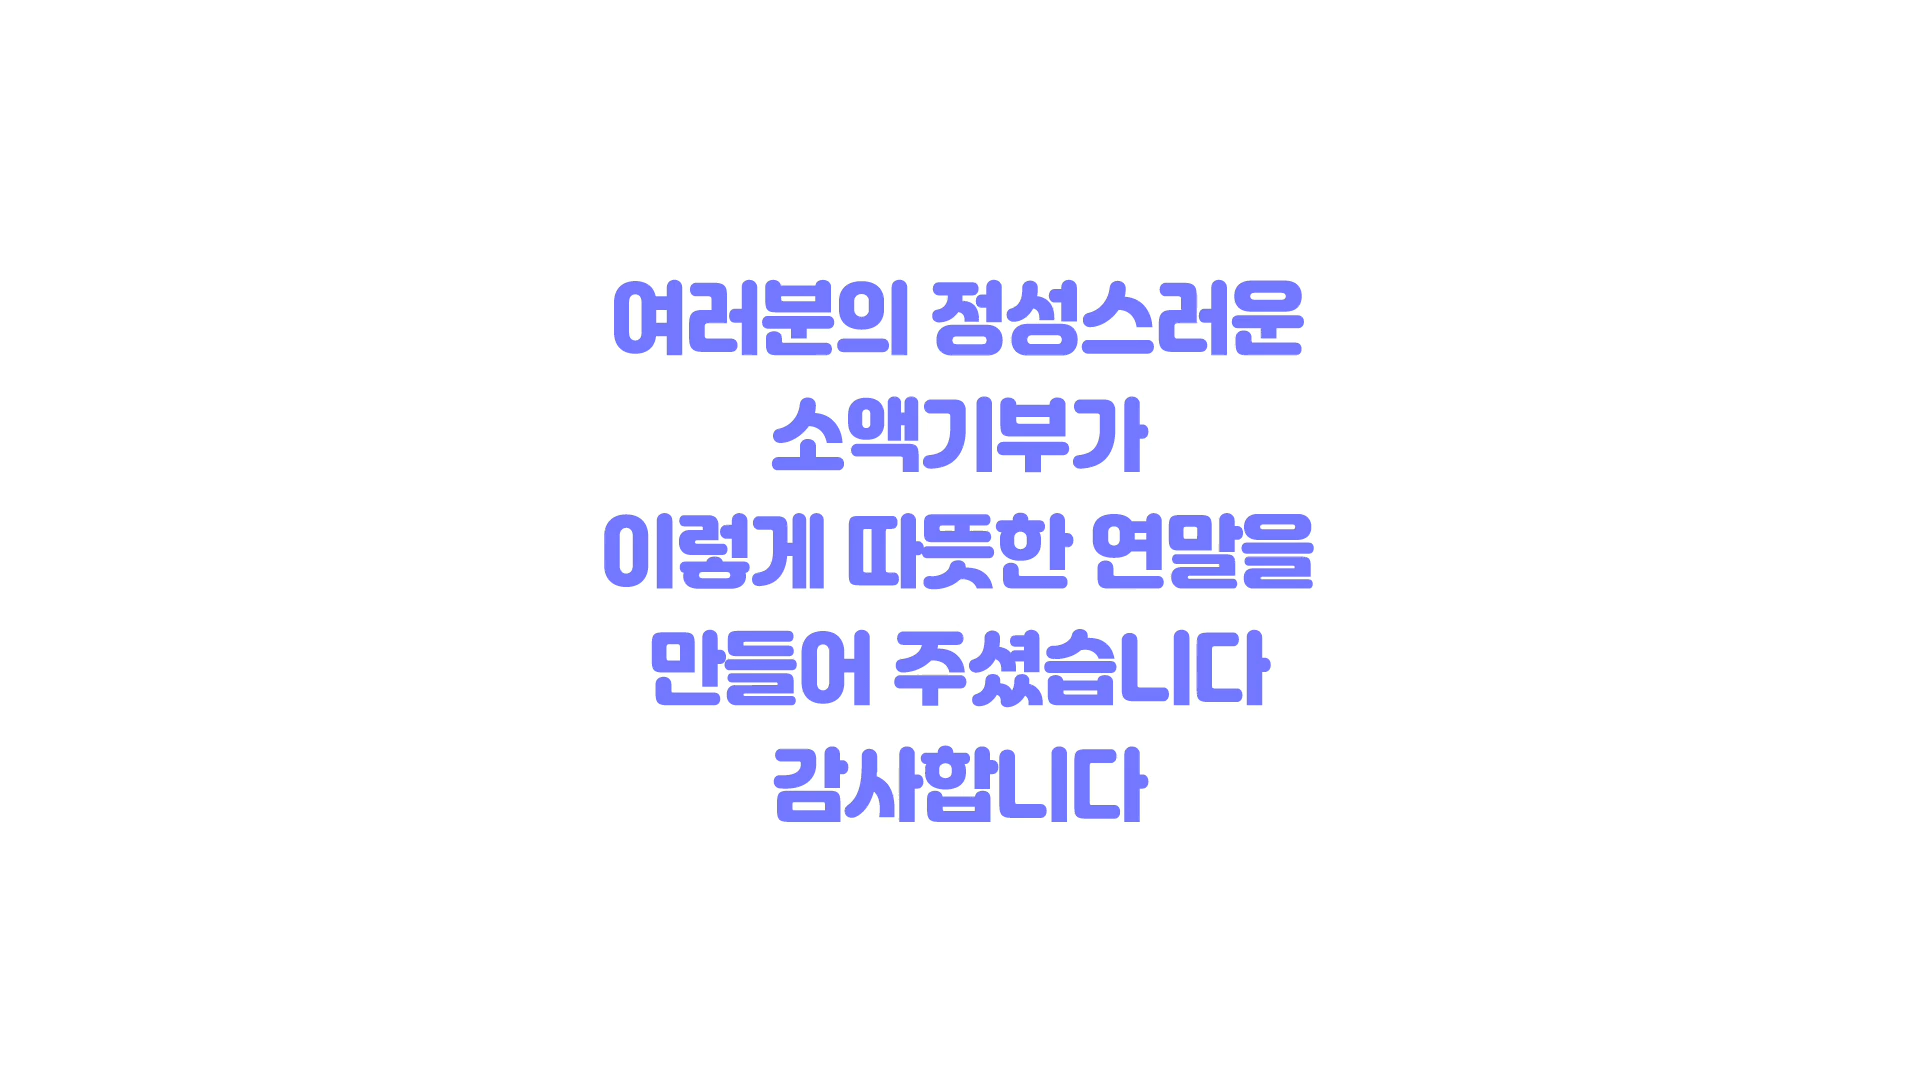 여러분의 정성스러운
소액기부가
이렇게 따뜻한 연말을
만들어 주셨습니다
감사합니다